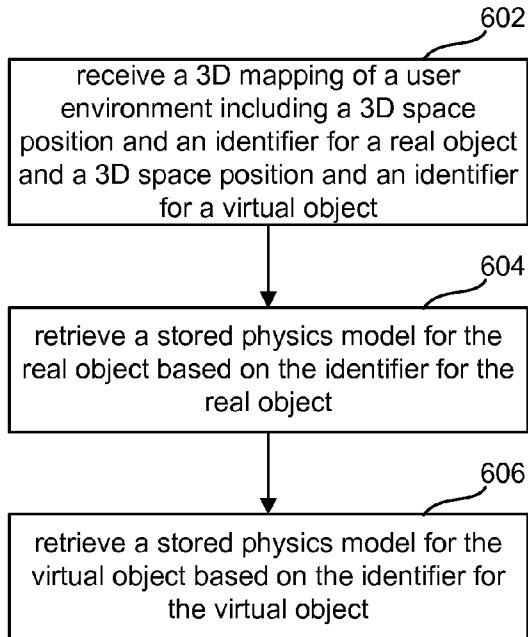 602
receive a 3D mapping of a user
environment including a 3D space
position and an identifier for a real object
and a 3D space position and an identifier
for a virtual object
604
retrieve a stored physics model for the
real object based on the identifier for the
real object
606
retrieve a stored physics model for the
virtual object based on the identifier for
the virtual object